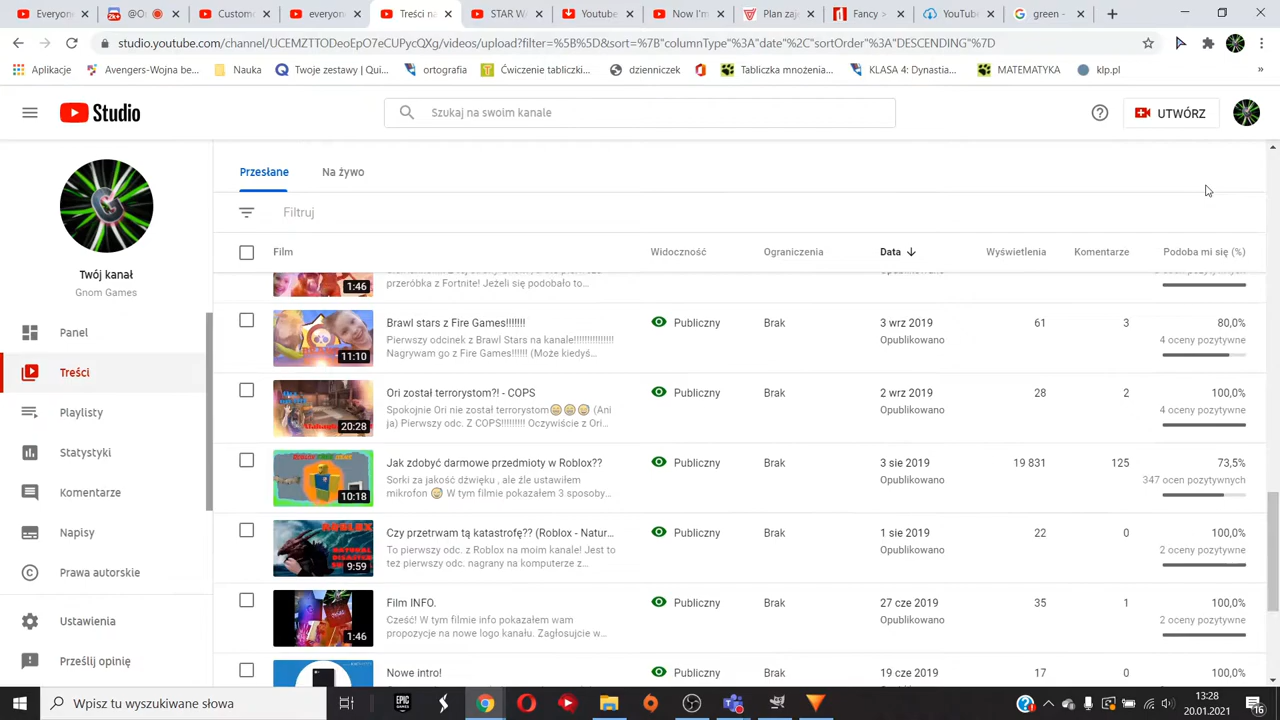 everyon
2k+ @O
Custom
everyon
Treści na
STAR W
Youtube
Now I'm
Plan zaj
Fancy >
YouTu
green -
studio.youtube.com/channel/UCEMZTTODeoEpO7eCUPycQXg/videos/upload?filter=%5B%5D&sort=%7B"columnType"%3A"date"%2C"sortOrder"%3A"DESCENDING"%7D
Aplikacje
Avengers-Wojna be...
Nauka
Twoje zestawy | Qui...
ortografia
Ćwiczenie tabliczki...
dzienniczek
Tabliczka mnożenia...
KLASA 4: Dynastia...
MATEMATYKA
klp.pl
»
Studio
Szukaj na swoim kanale
UTWÓRZ
Przesłane
Na żywo
Filtruj
Twój kanał
Gnom Games
Panel
Treści
Playlisty
Statystyki
Komentarze
Napisy
Prawa autorskie
Ustawienia
Prześlij opinię
Film Widoczność Ograniczenia Data Wyświetlenia Komentarze Podoba mi się (%)
1:46
przeróbka z Fortnite! Jeżeli się podobało to...
Brawl stars z Fire Games!!!!!!! Publiczny Brak 3 wrz 2019 61 3 80,0%
Pierwszy odcinek z Brawl Stars na kanale!!!!!!!!!!!!!!! Opublikowano 4 oceny pozytywne
Nagrywam go z Fire Games!!!!!! (Może kiedyś...
11:10
Ori został terrorystom?! - COPS Publiczny Brak 2 wrz 2019 28 2 100,0%
Spokojnie Ori nie został terrorystom😄😄😄 (Ani Opublikowano 4 oceny pozytywne
ja) Pierwszy odc. Z COPS!!!!!!!!! Oczywiście z Ori...
20:28
Jak zdobyć darmowe przedmioty w Roblox?? Publiczny Brak 3 sie 2019 19 831 125 73,5%
Sorki za jakość dźwięku , ale źle ustawiłem Opublikowano 347 ocen pozytywnych
mikrofon 😅 W tym filmie pokazałem 3 sposoby...
10:18
Czy przetrwam tą katastrofę?? (Roblox - Natur... Publiczny Brak 1 sie 2019 22 0 100,0%
To pierwszy odc. z Roblox na moim kanale! Jest to Opublikowano 2 oceny pozytywne
też pierwszy odc. nagrany na komputerze z...
ROBLOX
NATURAL
9:59
Film INFO. Publiczny Brak 27 cze 2019 35 1 100,0%
Cześć! W tym filmie info pokazałem wam Opublikowano 2 oceny pozytywne
propozycje na nowe logo kanału. Zagłosujcie w...
1:46
Nowe intro! Publiczny Brak 19 cze 2019 17 0 100,0%
Wpisz tu wyszukiwane słowa
EPIC GAMES
13:28
20.01.2021
16